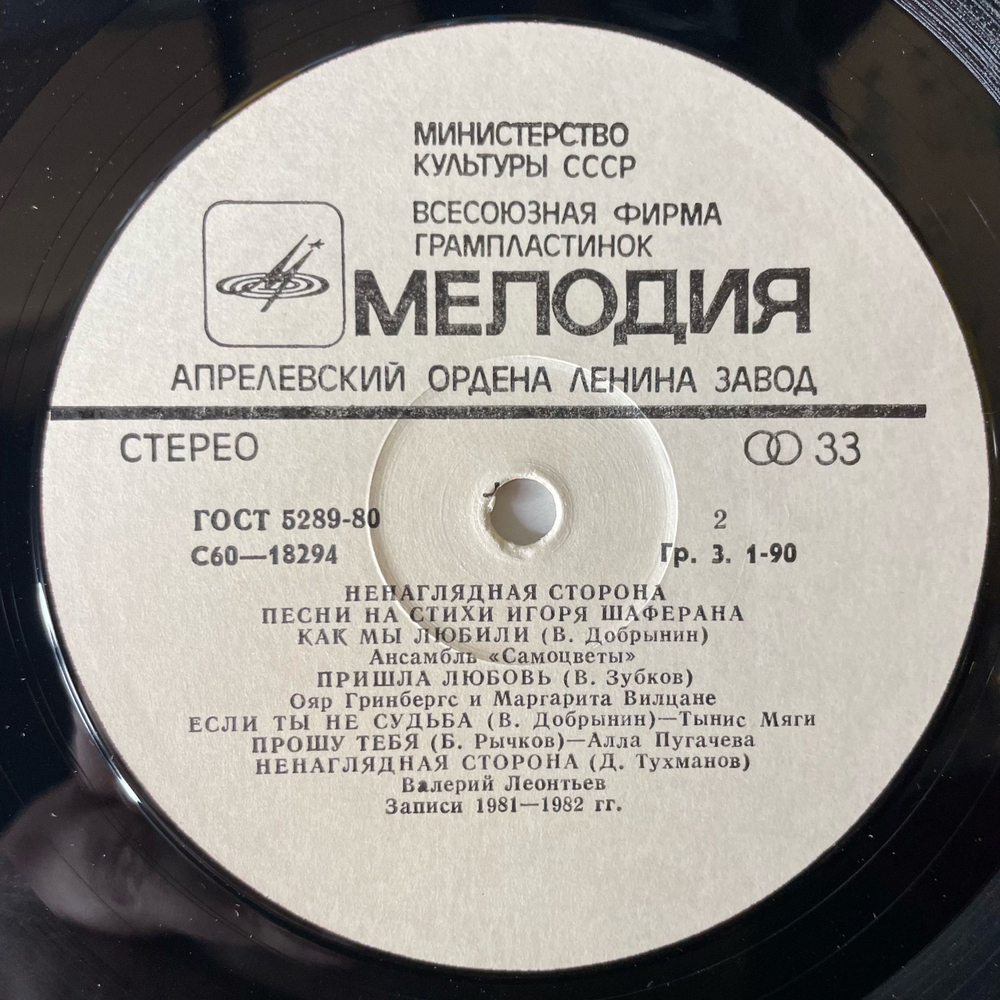 МИНИСТЕРСТВО
КУЛЬТУРЫ СССР
ВСЕСОЮЗНАЯ ФИРМА
ГРАМПЛАСТИНОК
МЕЛОДИЯ
АПРЕЛЕВСКИЙ ОРДЕНА ЛЕНИНА ЗАВОД
СТЕРЕО 33
ГОСТ 5289-80 2
С60—18294 Гр. 3. 1-90
НЕНАГЛЯДНАЯ СТОРОНА
ПЕСНИ НА СТИХИ ИГОРЯ ШАФЕРАНА
КАК МЫ ЛЮБИЛИ (В. Добрынин)
Ансамбль «Самоцветы»
ПРИШЛА ЛЮБОВЬ (В. Зубков)
Ояр Гринбергс и Маргарита Вилцане
ЕСЛИ ТЫ НЕ СУДЬБА (В. Добрынин)—Тынис Мяги
ПРОШУ ТЕБЯ (Б. Рычков)—Алла Пугачева
НЕНАГЛЯДНАЯ СТОРОНА (Д. Тухманов)
Валерий Леонтьев
Записи 1981—1982 гг.